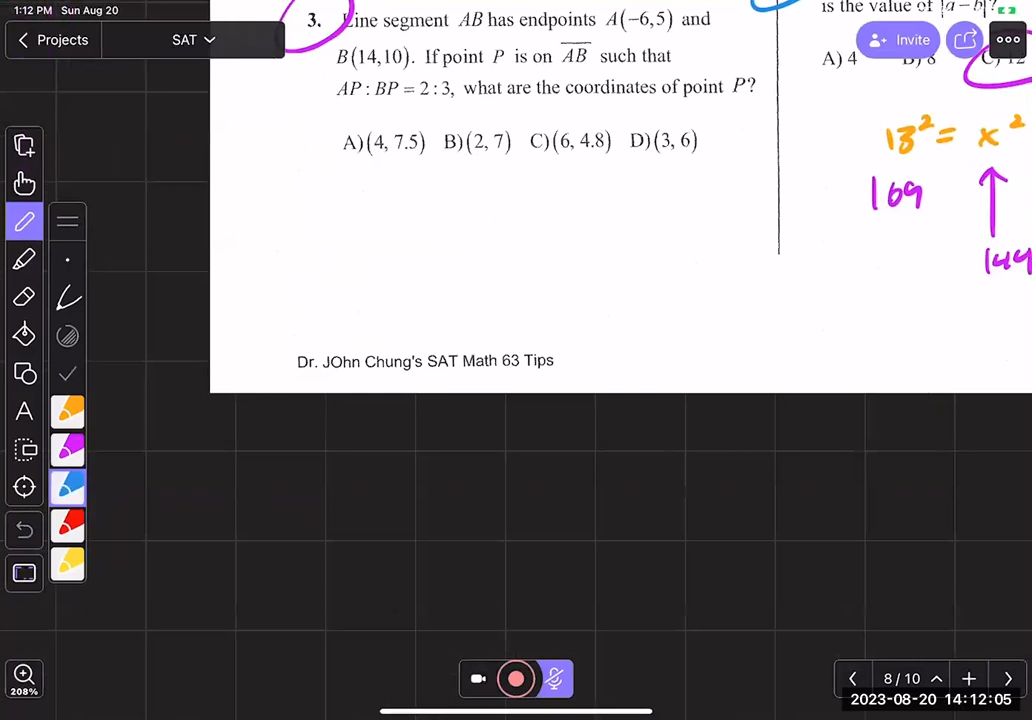 1:12 PM Sun Aug 20
Projects
SAT
Invite
3. Line segment AB has endpoints A(−6,5) and
B(14,10). If point P is on AB such that
AP : BP = 2 : 3, what are the coordinates of point P?
A)(4, 7.5) B)(2, 7) C)(6, 4.8) D)(3, 6)
Dr. JOhn Chung's SAT Math 63 Tips
is the value of |a − b|?
A) 4 B) 8 C) 12
13² = x²
169
144
A
208%
8 / 10
2023-08-20 14:12:05